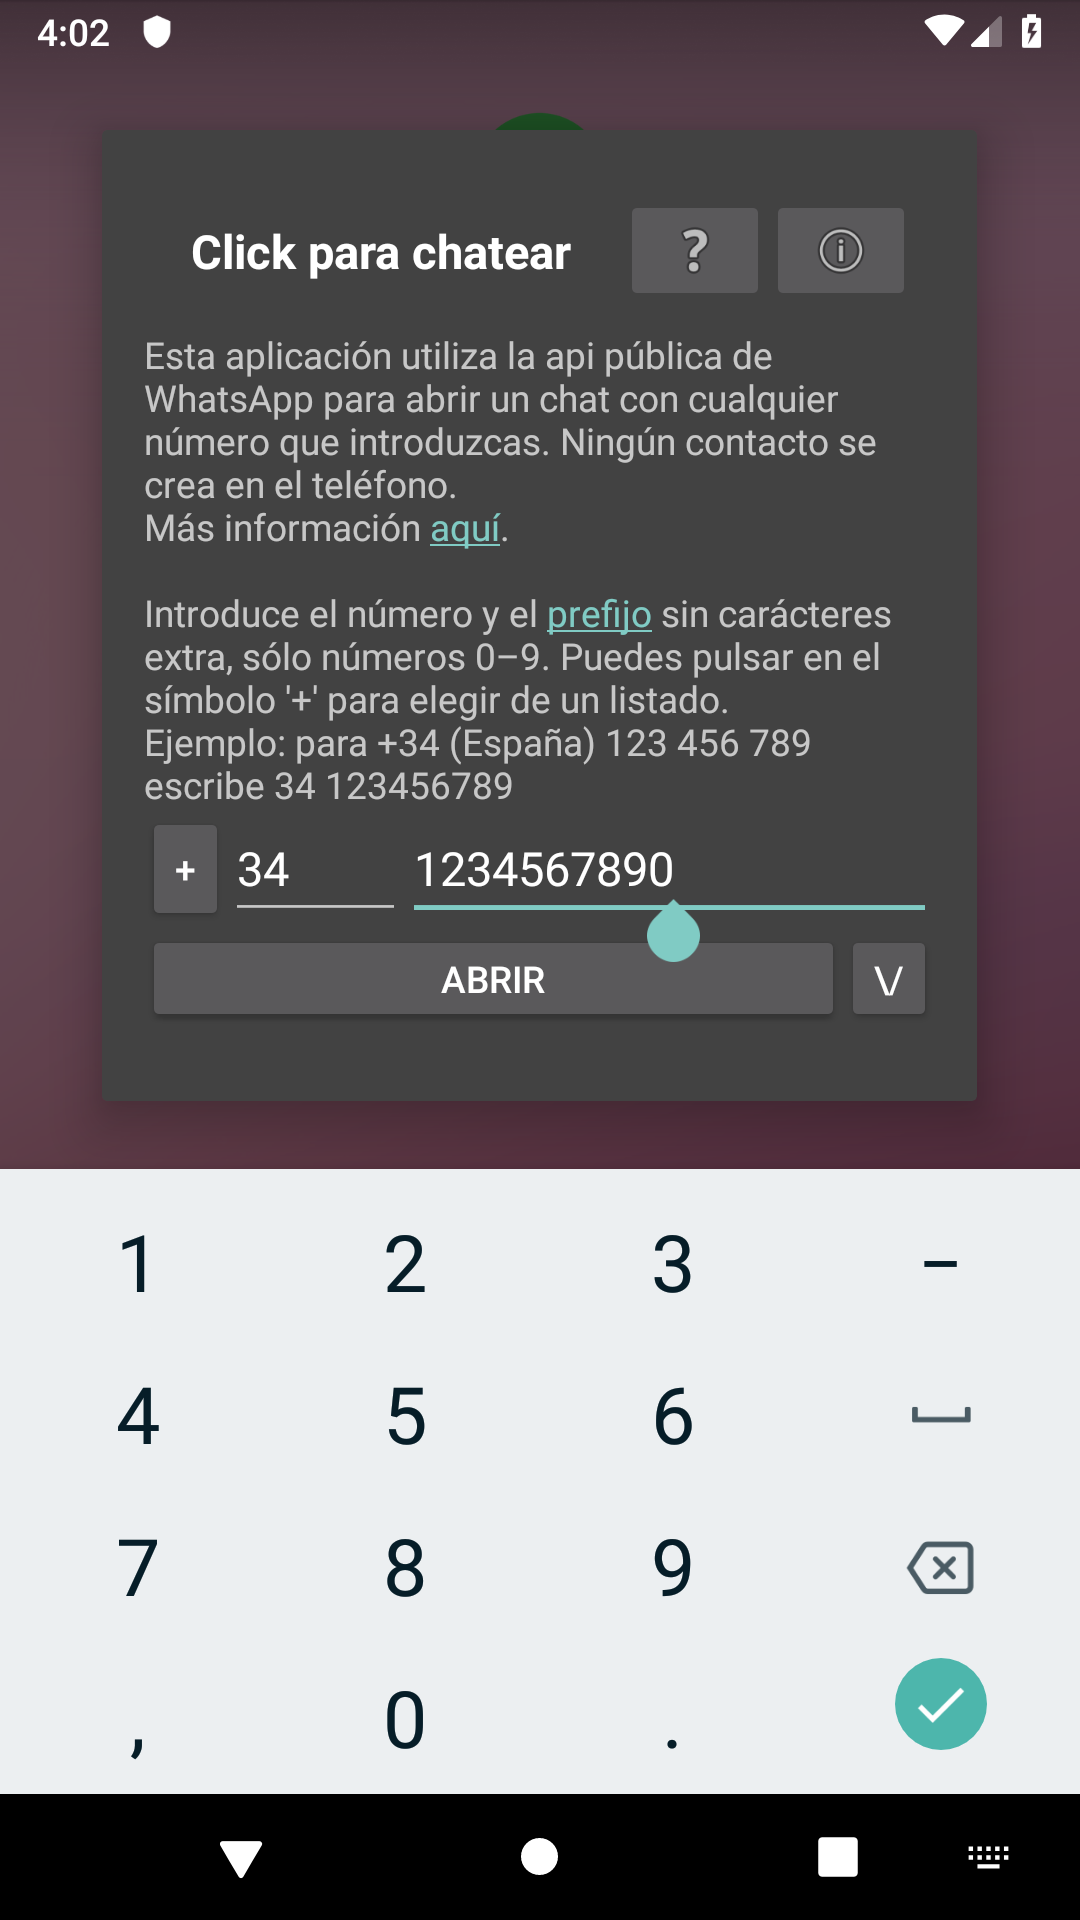 4:02
Click para chatear
?
Esta aplicación utiliza la api pública de
WhatsApp para abrir un chat con cualquier
número que introduzcas. Ningún contacto se
crea en el teléfono.
Más información aquí.
Introduce el número y el prefijo sin carácteres
extra, sólo números 0–9. Puedes pulsar en el
símbolo '+' para elegir de un listado.
Ejemplo: para +34 (España) 123 456 789
escribe 34 123456789
+ 34 1234567890
ABRIR \/
1 2 3 –
4 5 6
7 8 9
, 0 .